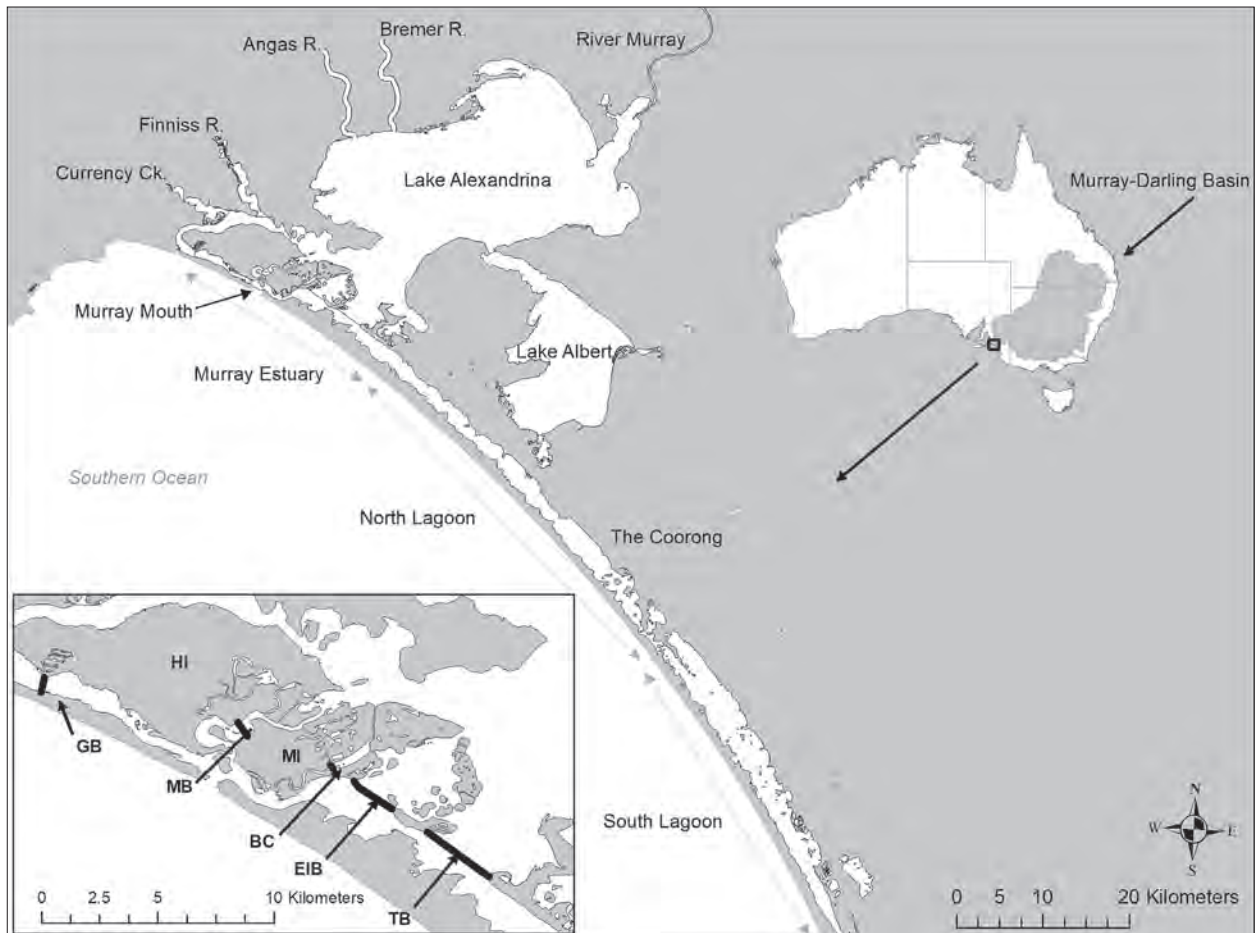 Bremer R.
Angas R.
River Murray
Finniss R.
Currency Ck.
Lake Alexandrina
Murray-Darling Basin
Murray Mouth
Lake Albert
Murray Estuary
Southern Ocean
North Lagoon
The Coorong
South Lagoon
HI
GB
MI
MB
BC
EIB
TB
0 2.5 5 10 Kilometers
N
W E
S
0 5 10 20 Kilometers